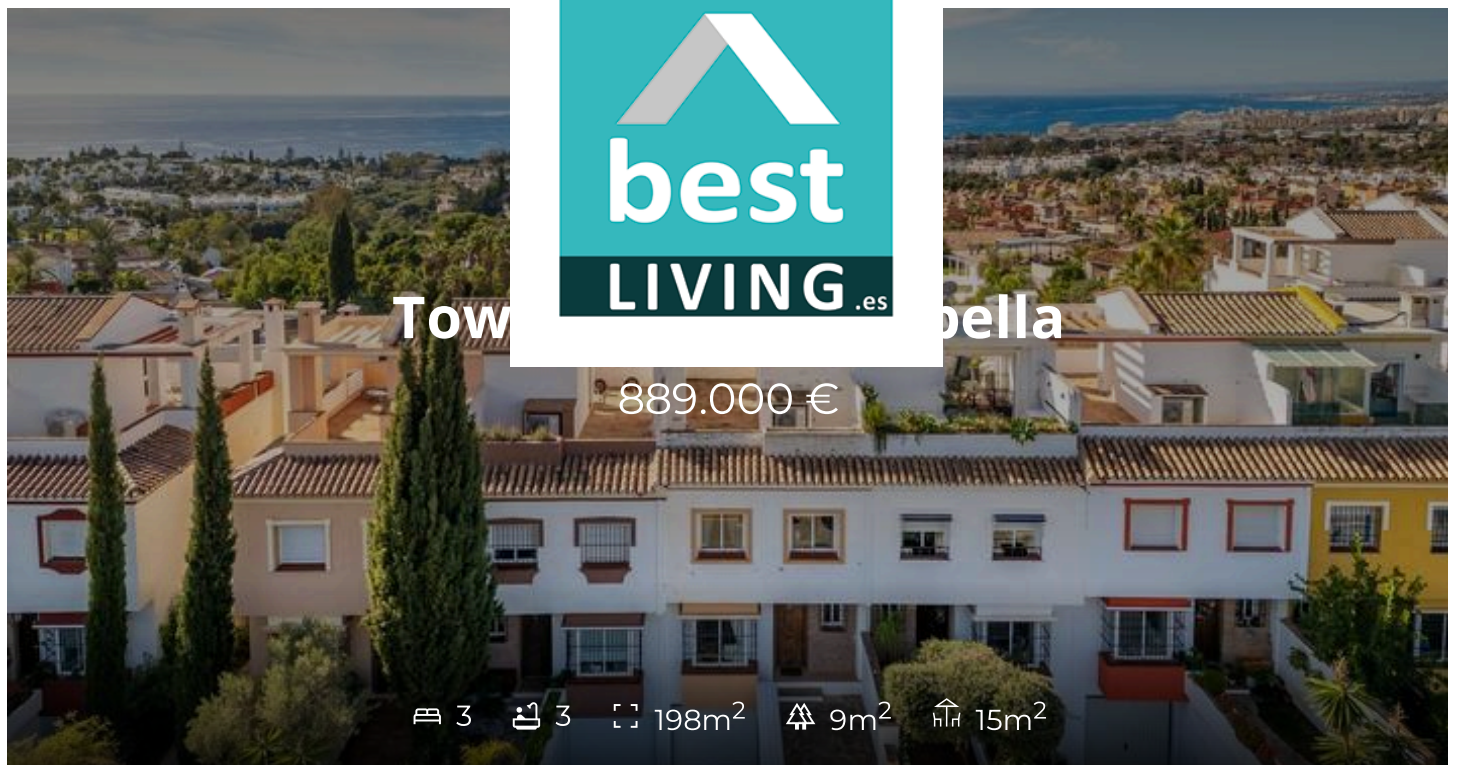 best
LIVING.es
Tow bella
889.000 €
3 3 198m² 9m² 15m²